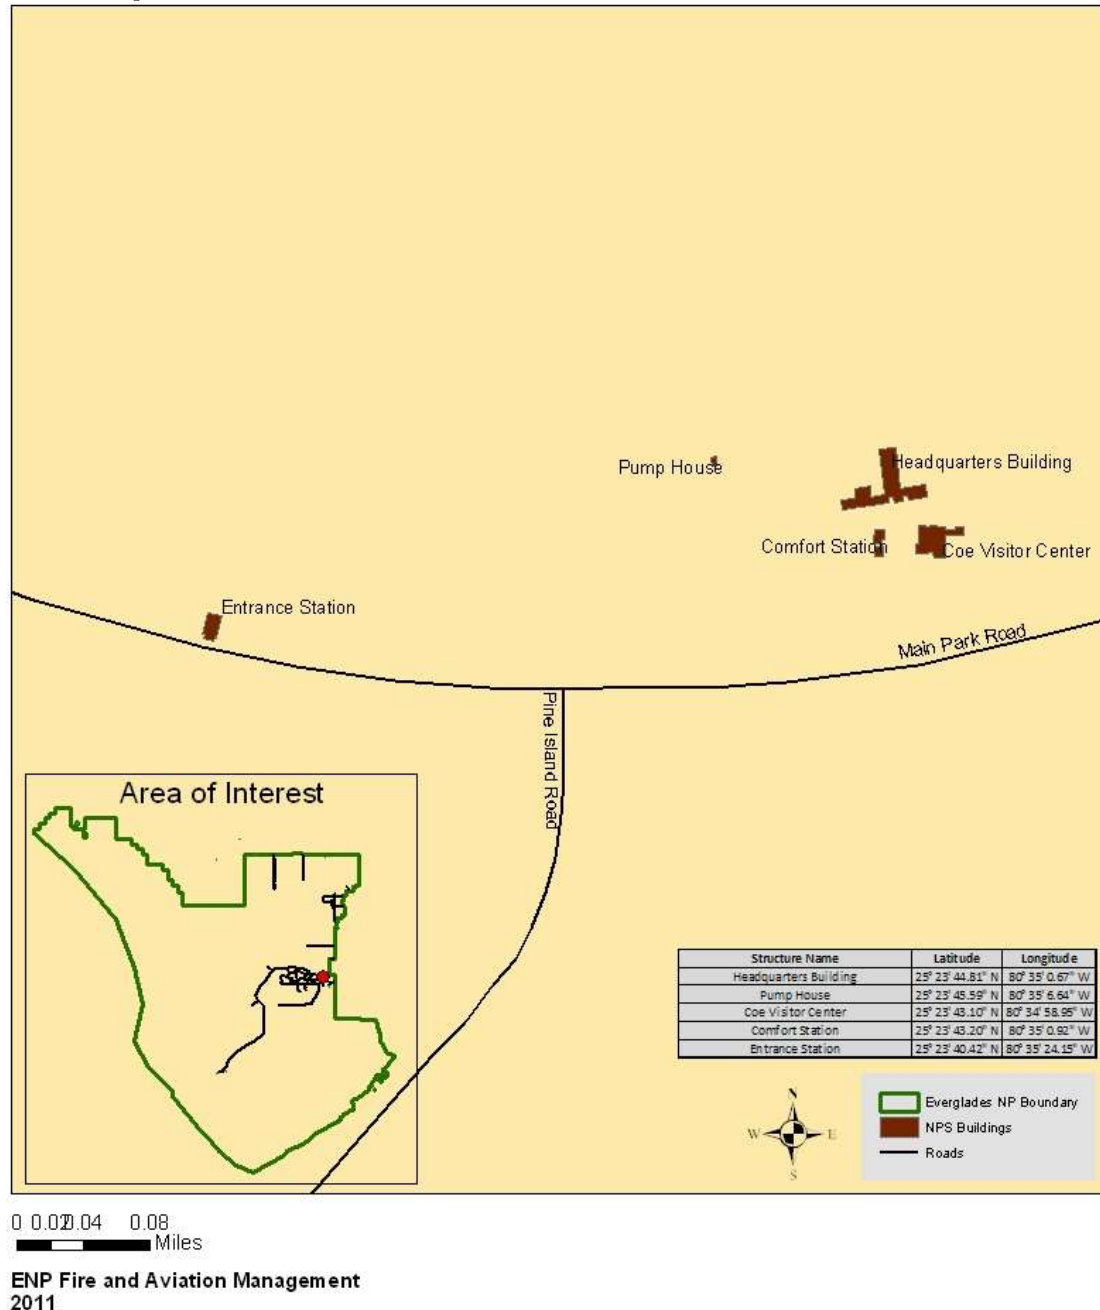 Pump House
Headquarters Building
Comfort Station
Coe Visitor Center
Entrance Station
Main Park Road
Pine Island Road
Area of Interest
Structure Name Latitude Longitude
Headquarters Building 25° 23' 44.81" N 80° 35' 0.67" W
Pump House 25° 23' 45.59" N 80° 35' 6.64" W
Coe Visitor Center 25° 23' 43.10" N 80° 34' 58.95" W
Comfort Station 25° 23' 43.20" N 80° 35' 0.92" W
Entrance Station 25° 23' 40.42" N 80° 35' 24.15" W
N
W E
S
Everglades NP Boundary
NPS Buildings
Roads
0 0.02 0.04 0.08
Miles
ENP Fire and Aviation Management
2011